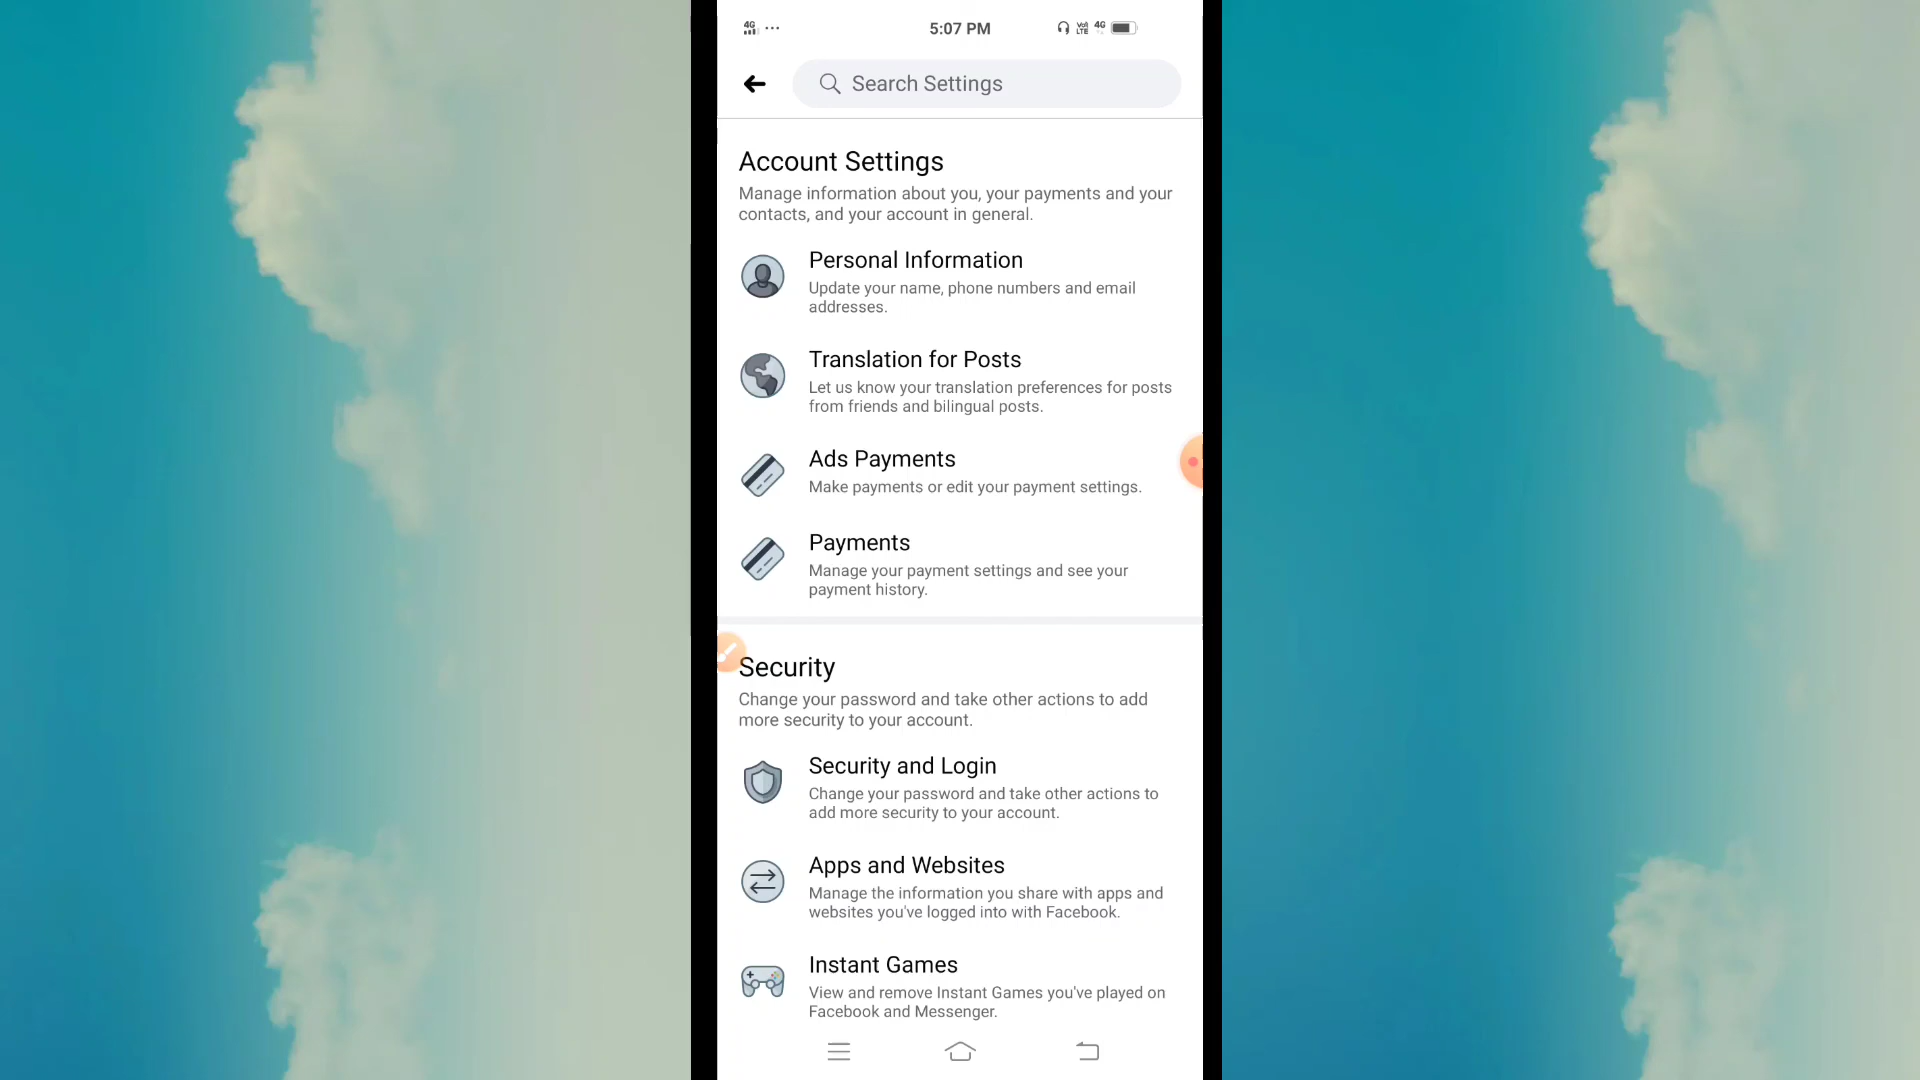 4G 5:07 PM VoLTE 4G
Search Settings
Account Settings
Manage information about you, your payments and your
contacts, and your account in general.
Personal Information
Update your name, phone numbers and email
addresses.
Translation for Posts
Let us know your translation preferences for posts
from friends and bilingual posts.
Ads Payments
Make payments or edit your payment settings.
Payments
Manage your payment settings and see your
payment history.
Security
Change your password and take other actions to add
more security to your account.
Security and Login
Change your password and take other actions to
add more security to your account.
Apps and Websites
Manage the information you share with apps and
websites you've logged into with Facebook.
Instant Games
View and remove Instant Games you've played on
Facebook and Messenger.